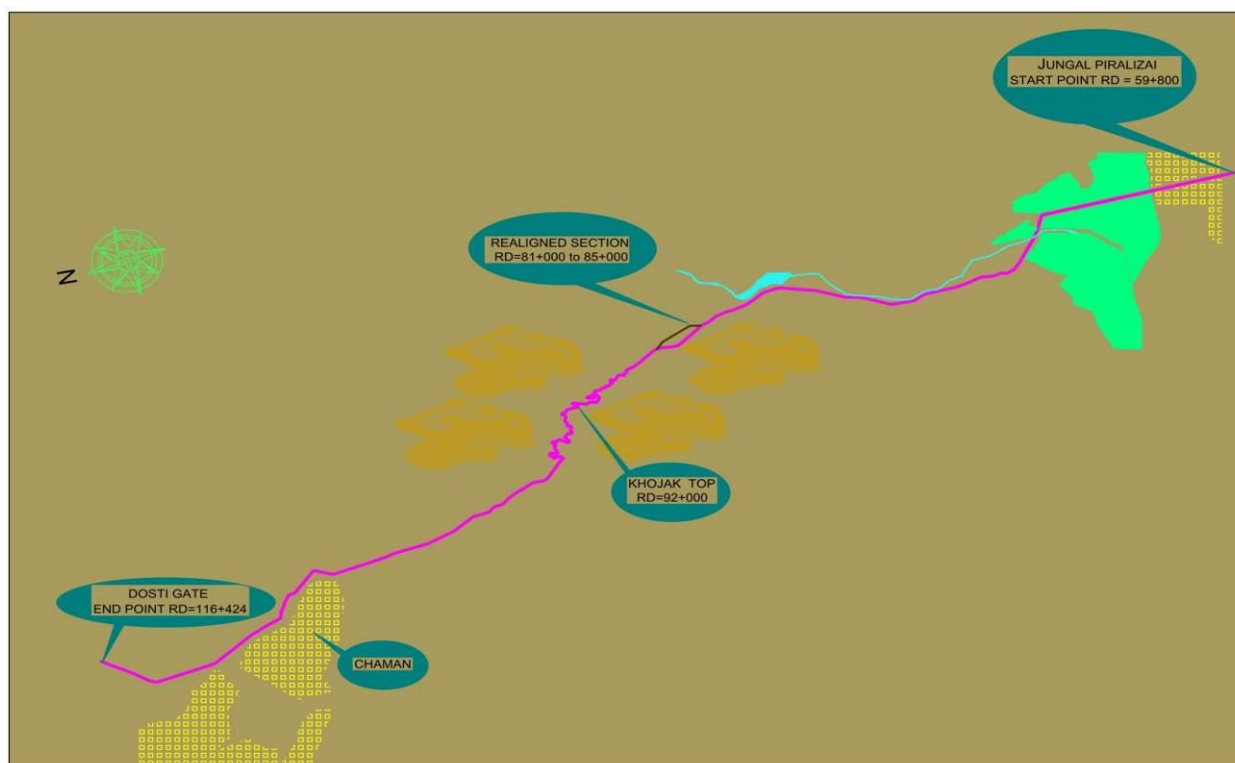 JUNGAL PIRALIZAI
START POINT RD = 59+800
REALIGNED SECTION
RD=81+000 to 85+000
N
KHOJAK TOP
RD=92+000
DOSTI GATE
END POINT RD=116+424
CHAMAN